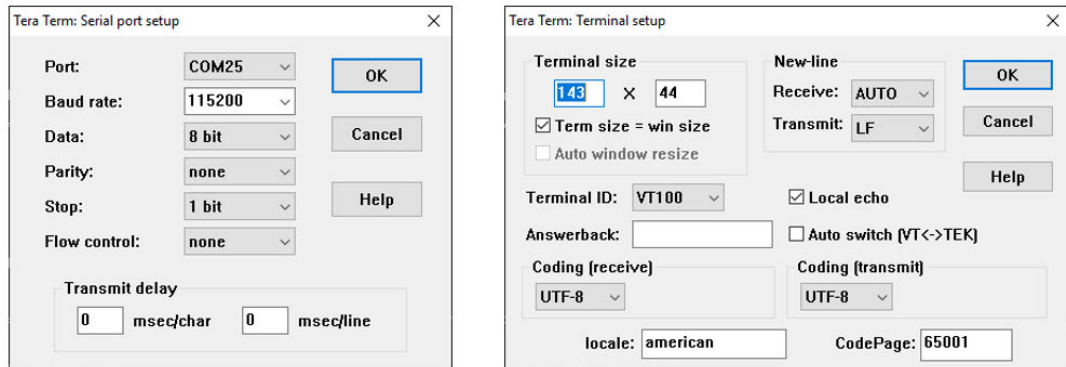 Tera Term: Serial port setup
Port: COM25 OK
Baud rate: 115200
Data: 8 bit Cancel
Parity: none
Stop: 1 bit Help
Flow control: none
Transmit delay
0 msec/char 0 msec/line
Tera Term: Terminal setup
Terminal size New-line
143 X 44 Receive: AUTO OK
Term size = win size Transmit: LF Cancel
Auto window resize
Help
Terminal ID: VT100 Local echo
Answerback: Auto switch (VT<->TEK)
Coding (receive) Coding (transmit)
UTF-8 UTF-8
locale: american CodePage: 65001